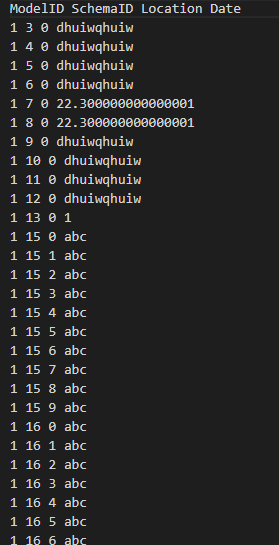 ModelID SchemaID Location Date
1 3 0 dhuiwqhuiw
1 4 0 dhuiwqhuiw
1 5 0 dhuiwqhuiw
1 6 0 dhuiwqhuiw
1 7 0 22.300000000000001
1 8 0 22.300000000000001
1 9 0 dhuiwqhuiw
1 10 0 dhuiwqhuiw
1 11 0 dhuiwqhuiw
1 12 0 dhuiwqhuiw
1 13 0 1
1 15 0 abc
1 15 1 abc
1 15 2 abc
1 15 3 abc
1 15 4 abc
1 15 5 abc
1 15 6 abc
1 15 7 abc
1 15 8 abc
1 15 9 abc
1 16 0 abc
1 16 1 abc
1 16 2 abc
1 16 3 abc
1 16 4 abc
1 16 5 abc
1 16 6 abc